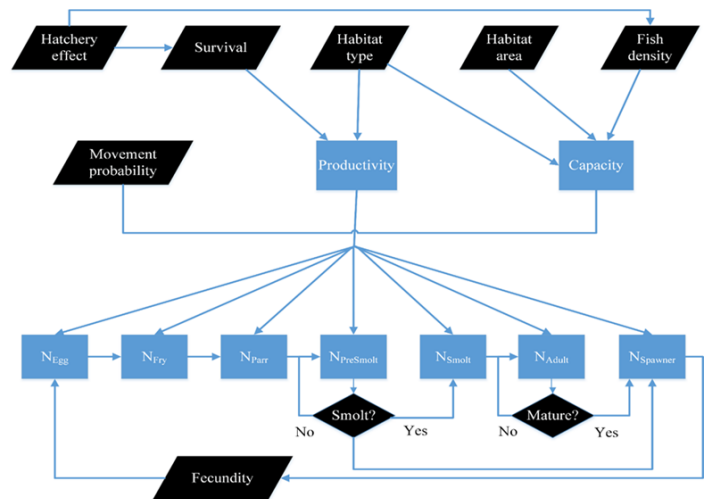 Hatchery
effect
Survival
Habitat
type
Habitat
area
Fish
density
Movement
probability
Productivity
Capacity
NEgg
NFry
NParr
NPreSmolt
NSmolt
NAdult
NSpawner
Smolt?
Mature?
No
Yes
No
Yes
Fecundity